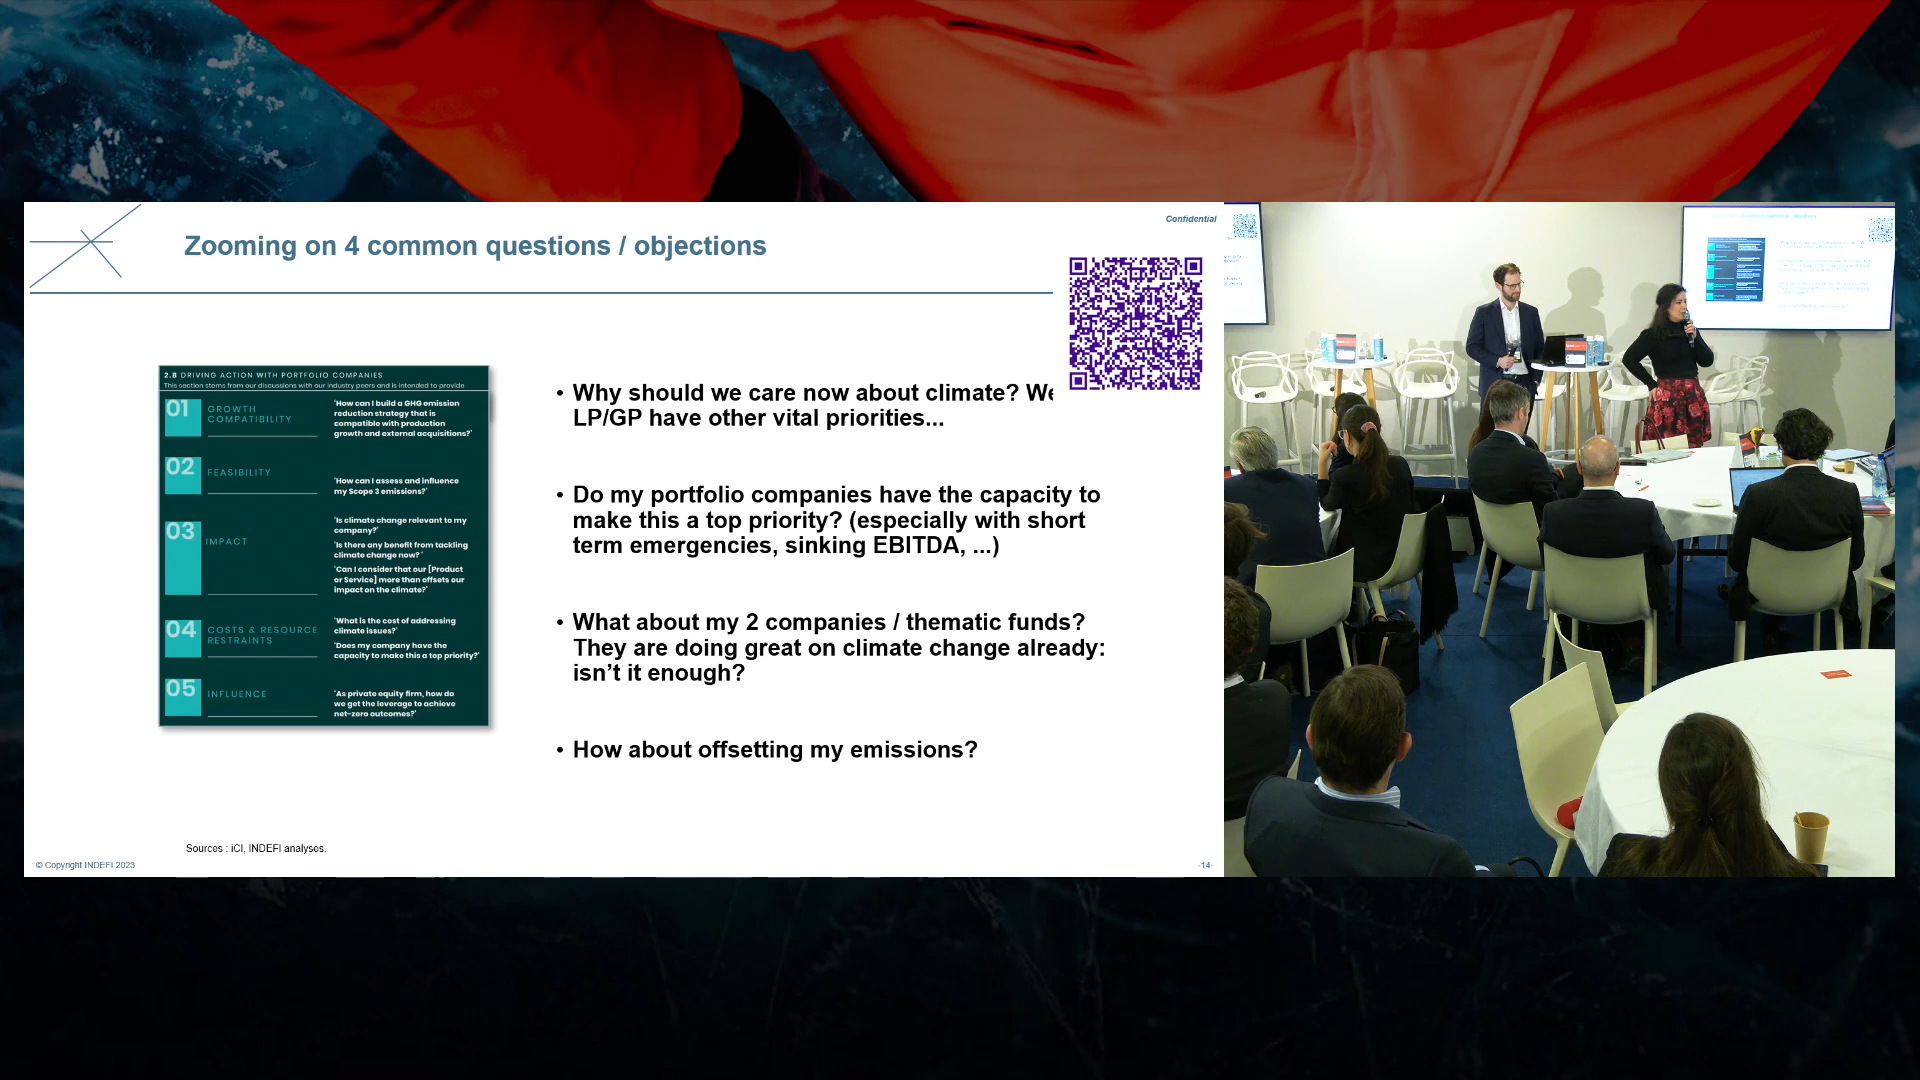 Confidential
Zooming on 4 common questions / objections
2.B DRIVING ACTION WITH PORTFOLIO COMPANIES
This section stems from our discussions with our industry peers and is intended to provide
01 GROWTH
COMPATIBILITY
'How can I build a GHG emission
reduction strategy that is
compatible with production
growth and external acquisitions?'
02 FEASIBILITY
'How can I assess and influence
my Scope 3 emissions?'
03 IMPACT
'Is climate change relevant to my
company?'
'Is there any benefit from tackling
climate change now? '
'Can I consider that our [Product
or Service] more than offsets our
impact on the climate?'
04 COSTS & RESOURCE
RESTRAINTS
'What is the cost of addressing
climate issues?'
'Does my company have the
capacity to make this a top priority?'
05 INFLUENCE
'As private equity firm, how do
we get the leverage to achieve
net-zero outcomes?'
• Why should we care now about climate? We
LP/GP have other vital priorities...
• Do my portfolio companies have the capacity to
make this a top priority? (especially with short
term emergencies, sinking EBITDA, ...)
• What about my 2 companies / thematic funds?
They are doing great on climate change already:
isn't it enough?
• How about offsetting my emissions?
Sources : iCI, INDEFI analyses.
© Copyright INDEFI 2023
-14-